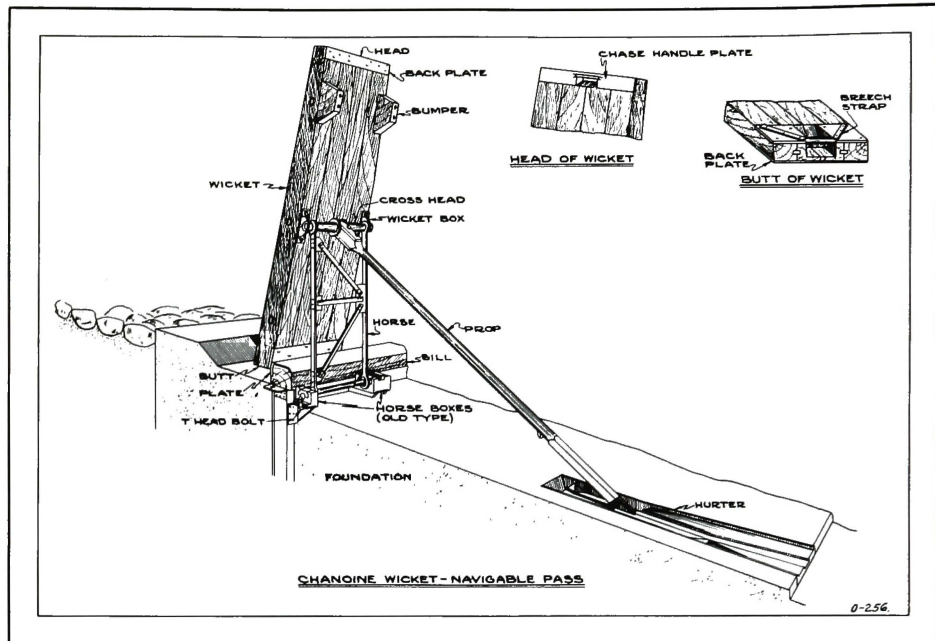 HEAD
BACK PLATE
BUMPER
WICKET
CROSS HEAD
WICKET BOX
HORSE
PROP
BILL
BUTT
PLATE
HORSE BOXES
(OLD TYPE)
T HEAD BOLT
FOUNDATION
HURTER
CHASE HANDLE PLATE
HEAD OF WICKET
BREECH
STRAP
BACK
PLATE
BUTT OF WICKET
CHANOINE WICKET - NAVIGABLE PASS
O-256.